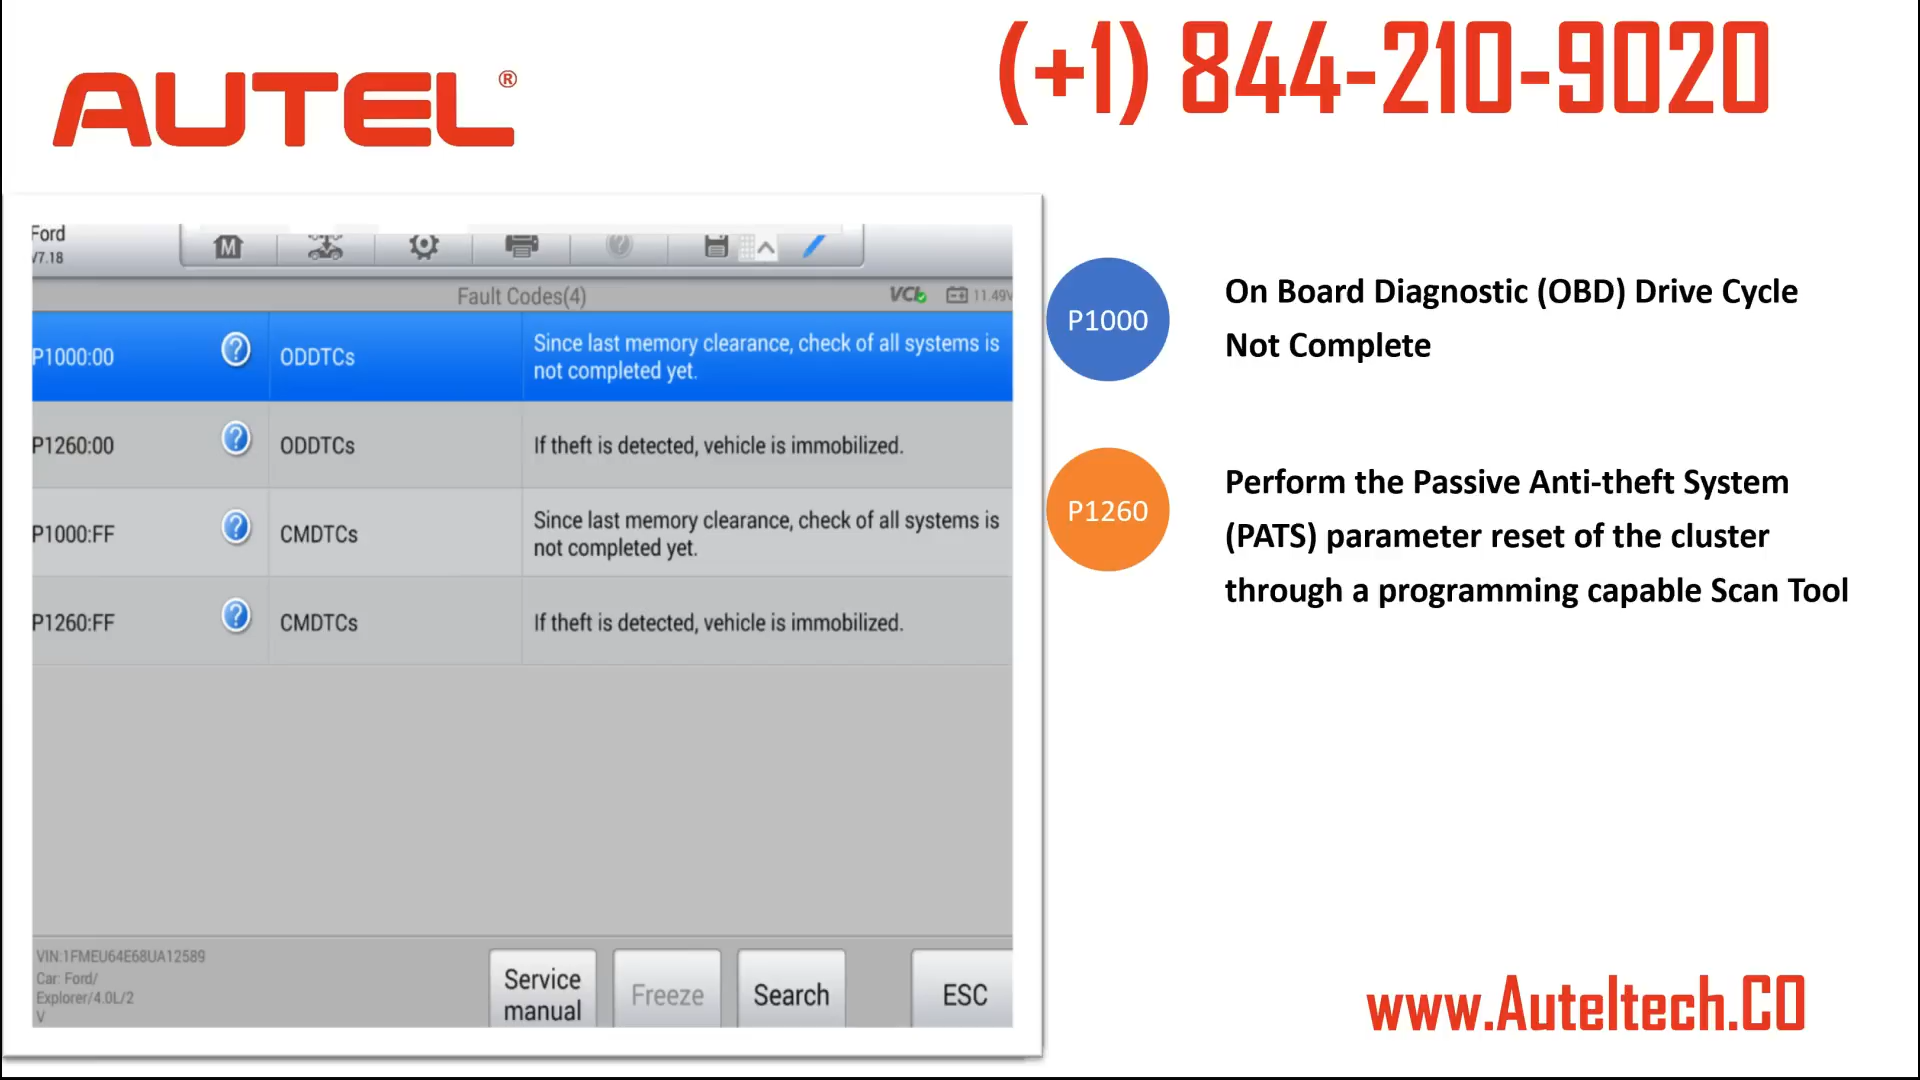 AUTEL®
(+1) 844-210-9020
Ford
V7.18
M
Fault Codes(4)
VCI
11.49V
P1000:00 ? ODDTCs Since last memory clearance, check of all systems is
not completed yet.
P1260:00 ? ODDTCs If theft is detected, vehicle is immobilized.
P1000:FF ? CMDTCs Since last memory clearance, check of all systems is
not completed yet.
P1260:FF ? CMDTCs If theft is detected, vehicle is immobilized.
VIN:1FMEU64E68UA12589
Car: Ford/
Explorer/4.0L/2
V
Service
manual
Freeze
Search
ESC
P1000
On Board Diagnostic (OBD) Drive Cycle
Not Complete
P1260
Perform the Passive Anti-theft System
(PATS) parameter reset of the cluster
through a programming capable Scan Tool
www.Auteltech.CO